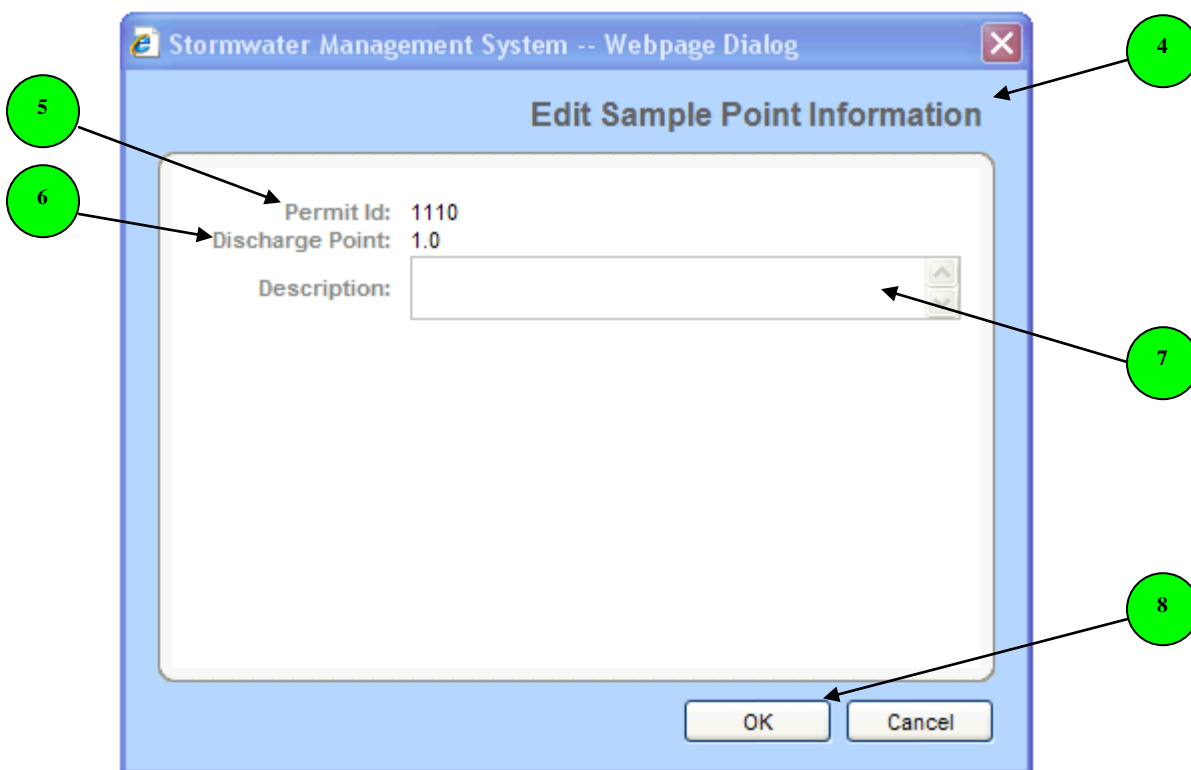 Stormwater Management System -- Webpage Dialog
4
Edit Sample Point Information
5
6
Permit Id: 1110
Discharge Point: 1.0
Description:
7
8
OK Cancel